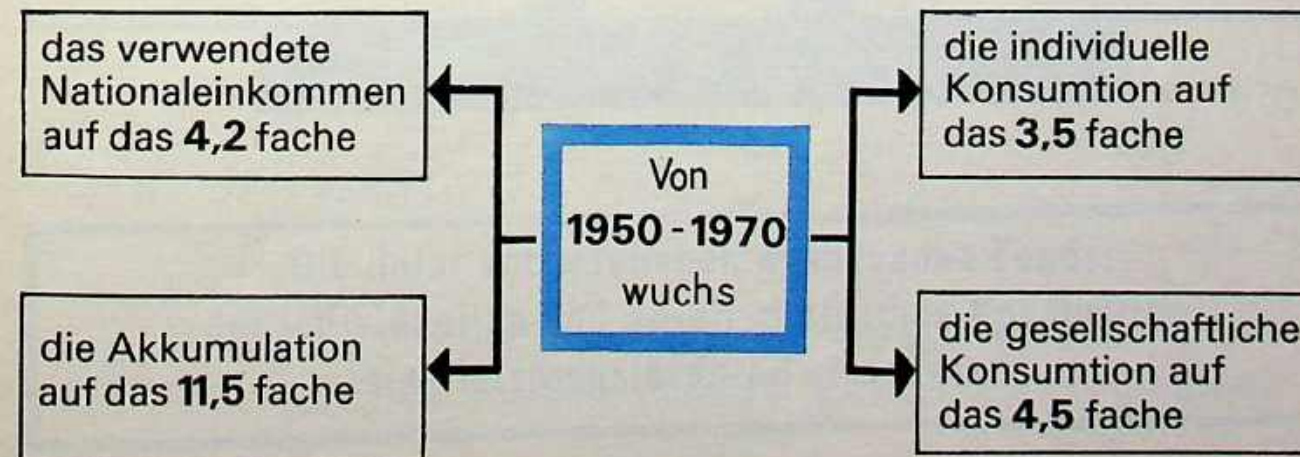 das verwendete
Nationaleinkommen
auf das 4,2 fache
die individuelle
Konsumtion auf
das 3,5 fache
Von
1950 - 1970
wuchs
die Akkumulation
auf das 11,5 fache
die gesellschaftliche
Konsumtion auf
das 4,5 fache